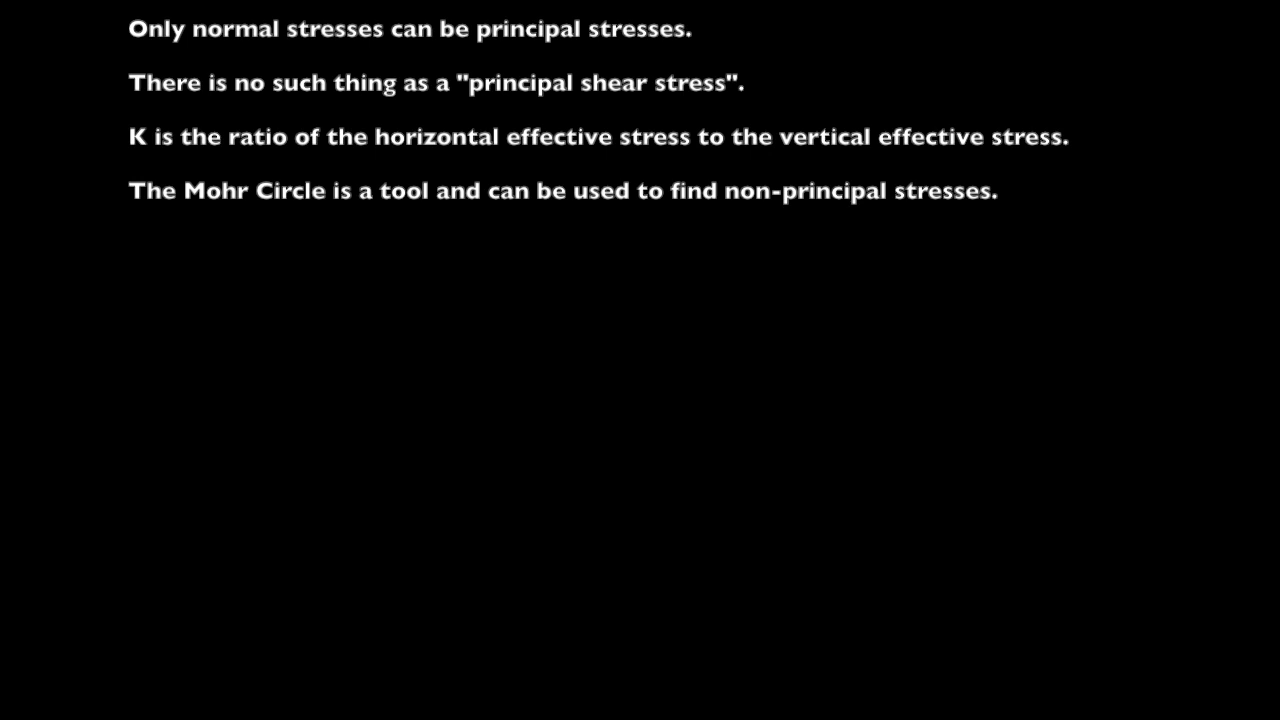 Only normal stresses can be principal stresses.
There is no such thing as a "principal shear stress".
K is the ratio of the horizontal effective stress to the vertical effective stress.
The Mohr Circle is a tool and can be used to find non-principal stresses.